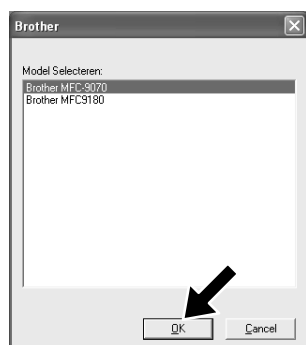 Brother
Model Selecteren:
Brother MFC-9070
Brother MFC9180
OK
Cancel